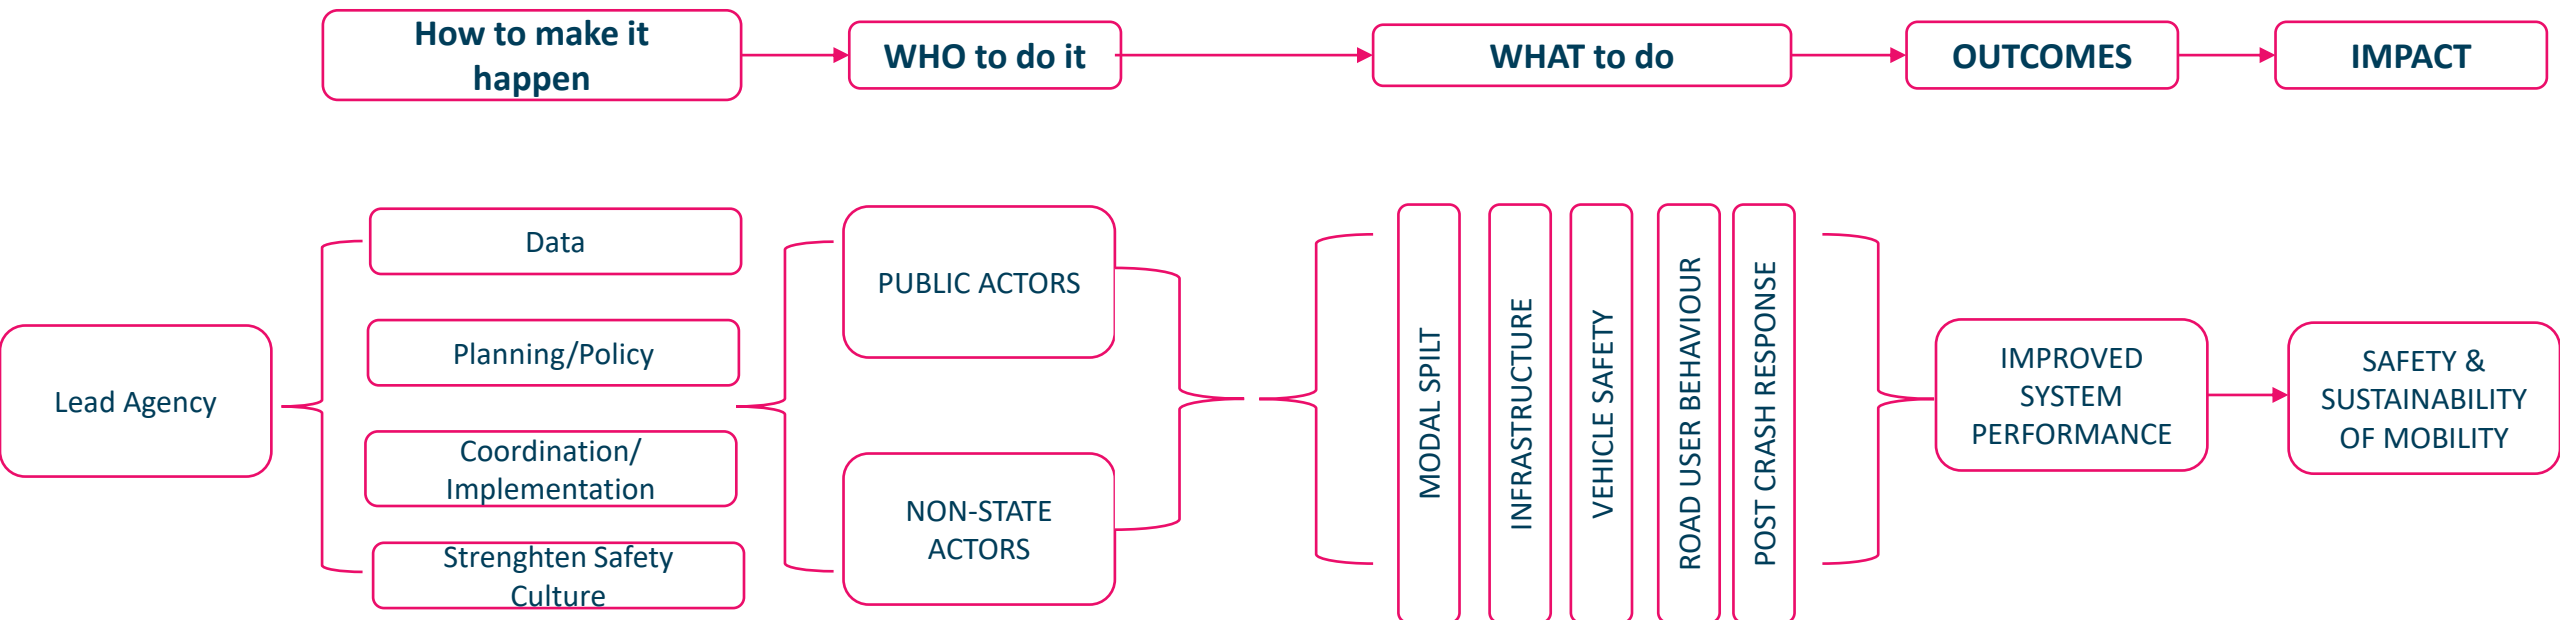 How to make it
happen
WHO to do it
WHAT to do
OUTCOMES
IMPACT
Lead Agency
Data
Planning/Policy
Coordination/
Implementation
Strenghten Safety
Culture
PUBLIC ACTORS
NON-STATE
ACTORS
MODAL SPILT
INFRASTRUCTURE
VEHICLE SAFETY
ROAD USER BEHAVIOUR
POST CRASH RESPONSE
IMPROVED
SYSTEM
PERFORMANCE
SAFETY &
SUSTAINABILITY
OF MOBILITY